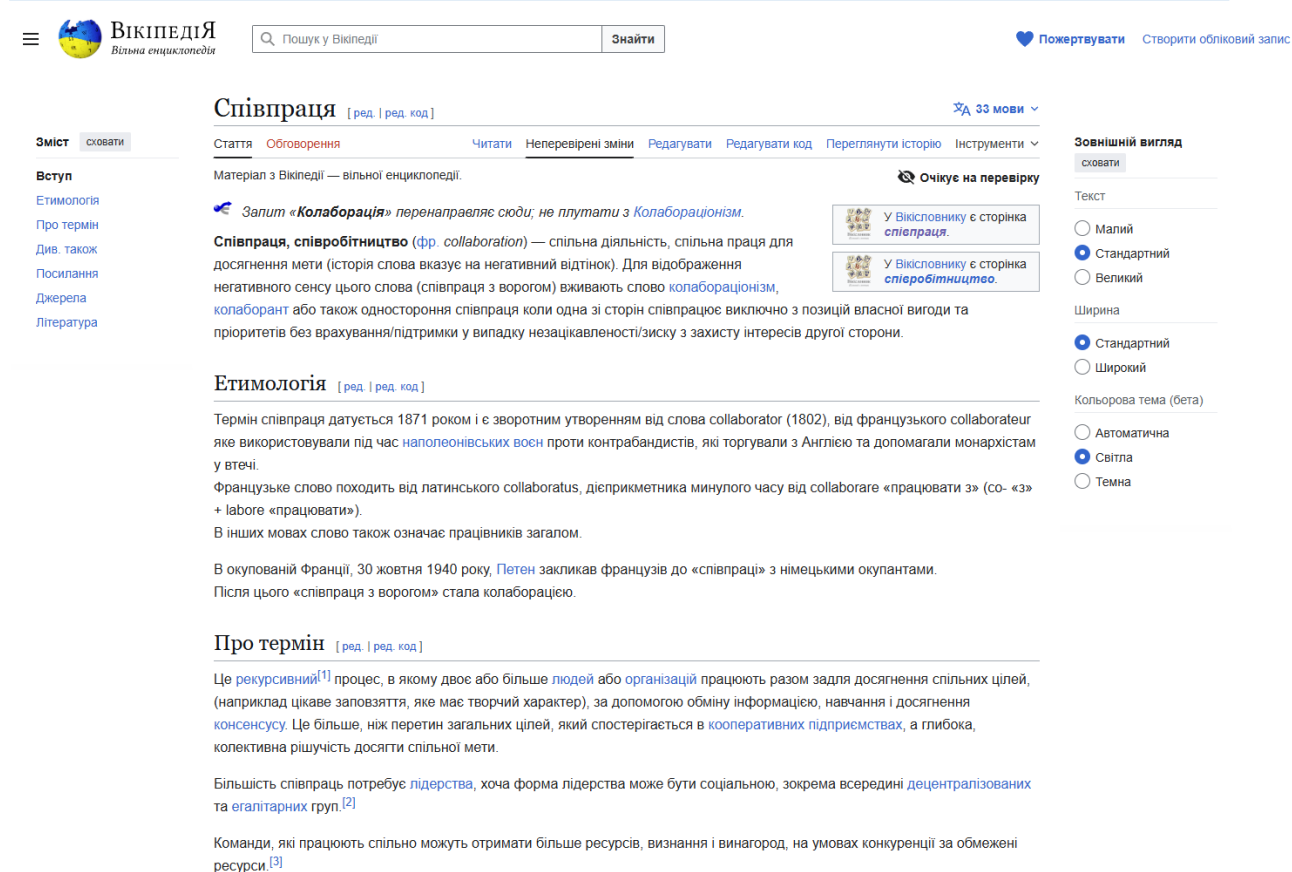 ВІКІПЕДІЯ
Вільна енциклопедія
Пошук у Вікіпедії
Знайти
Пожертвувати
Створити обліковий запис
Зміст
сховати
Вступ
Етимологія
Про термін
Див. також
Посилання
Джерела
Література
Співпраця [ ред. | ред. код ]
33 мови
Стаття Обговорення
Читати Неперевірені зміни Редагувати Редагувати код Переглянути історію Інструменти
Матеріал з Вікіпедії — вільної енциклопедії.
Очікує на перевірку
Запит «Колаборація» перенаправляє сюди; не плутати з Колабораціонізм.
У Вікісловнику є сторінка
співпраця.
У Вікісловнику є сторінка
співробітництво.
Співпраця, співробітництво (фр. collaboration) — спільна діяльність, спільна праця для
досягнення мети (історія слова вказує на негативний відтінок). Для відображення
негативного сенсу цього слова (співпраця з ворогом) вживають слово колабораціонізм,
колаборант або також одностороння співпраця коли одна зі сторін співпрацює виключно з позицій власної вигоди та
пріоритетів без врахування/підтримки у випадку незацікавленості/зиску з захисту інтересів другої сторони.
Етимологія [ ред. | ред. код ]
Термін співпраця датується 1871 роком і є зворотним утворенням від слова collaborator (1802), від французького collaborateur
яке використовували під час наполеонівських воєн проти контрабандистів, які торгували з Англією та допомагали монархістам
у втечі.
Французьке слово походить від латинського collaboratus, дієприкметника минулого часу від collaborare «працювати з» (co- «з»
+ labore «працювати»).
В інших мовах слово також означає працівників загалом.
В окупованій Франції, 30 жовтня 1940 року, Петен закликав французів до «співпраці» з німецькими окупантами.
Після цього «співпраця з ворогом» стала колаборацією.
Про термін [ ред. | ред. код ]
Це рекурсивний[1] процес, в якому двоє або більше людей або організацій працюють разом задля досягнення спільних цілей,
(наприклад цікаве заповзяття, яке має творчий характер), за допомогою обміну інформацією, навчання і досягнення
консенсусу. Це більше, ніж перетин загальних цілей, який спостерігається в кооперативних підприємствах, а глибока,
колективна рішучість досягти спільної мети.
Більшість співпраць потребує лідерства, хоча форма лідерства може бути соціальною, зокрема всередині децентралізованих
та егалітарних груп.[2]
Команди, які працюють спільно можуть отримати більше ресурсів, визнання і винагород, на умовах конкуренції за обмежені
ресурси.[3]
Зовнішній вигляд
сховати
Текст
Малий
Стандартний
Великий
Ширина
Стандартний
Широкий
Кольорова тема (бета)
Автоматична
Світла
Темна